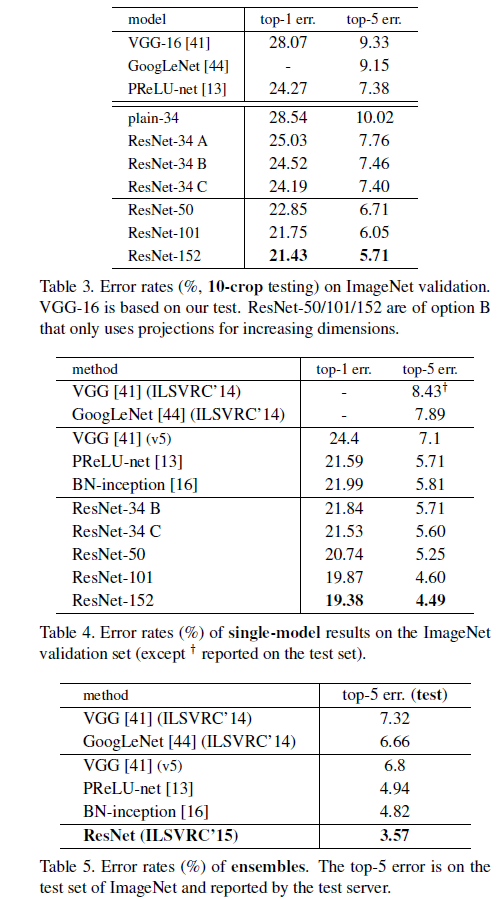 model top-1 err. top-5 err.
VGG-16 [41] 28.07 9.33
GoogLeNet [44] - 9.15
PReLU-net [13] 24.27 7.38
plain-34 28.54 10.02
ResNet-34 A 25.03 7.76
ResNet-34 B 24.52 7.46
ResNet-34 C 24.19 7.40
ResNet-50 22.85 6.71
ResNet-101 21.75 6.05
ResNet-152 21.43 5.71
Table 3. Error rates (%, 10-crop testing) on ImageNet validation.
VGG-16 is based on our test. ResNet-50/101/152 are of option B
that only uses projections for increasing dimensions.
method top-1 err. top-5 err.
VGG [41] (ILSVRC'14) - 8.43†
GoogLeNet [44] (ILSVRC'14) - 7.89
VGG [41] (v5) 24.4 7.1
PReLU-net [13] 21.59 5.71
BN-inception [16] 21.99 5.81
ResNet-34 B 21.84 5.71
ResNet-34 C 21.53 5.60
ResNet-50 20.74 5.25
ResNet-101 19.87 4.60
ResNet-152 19.38 4.49
Table 4. Error rates (%) of single-model results on the ImageNet
validation set (except † reported on the test set).
method top-5 err. (test)
VGG [41] (ILSVRC'14) 7.32
GoogLeNet [44] (ILSVRC'14) 6.66
VGG [41] (v5) 6.8
PReLU-net [13] 4.94
BN-inception [16] 4.82
ResNet (ILSVRC'15) 3.57
Table 5. Error rates (%) of ensembles. The top-5 error is on the
test set of ImageNet and reported by the test server.